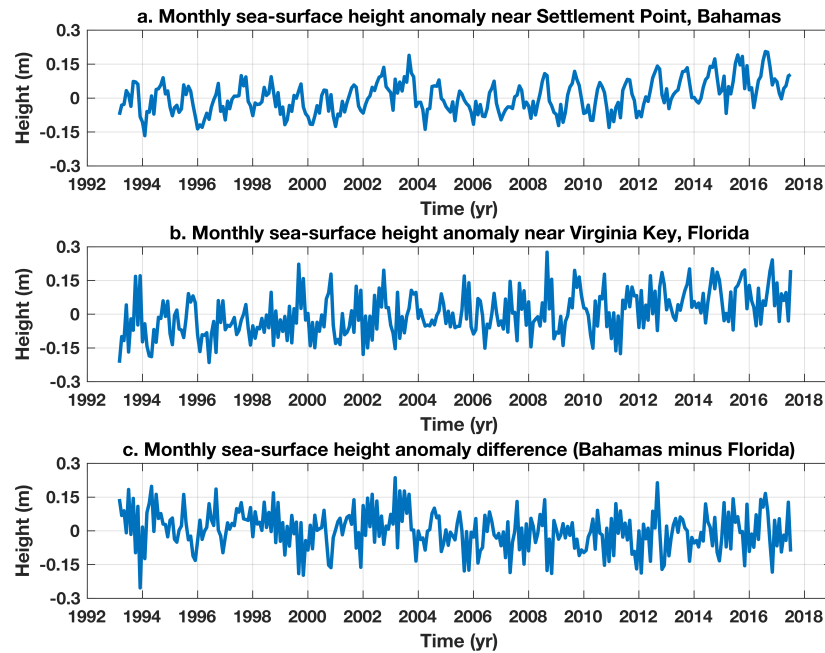 a. Monthly sea-surface height anomaly near Settlement Point, Bahamas
0.3
0.15
0
-0.15
-0.3
Height (m)
1992 1994 1996 1998 2000 2002 2004 2006 2008 2010 2012 2014 2016 2018
Time (yr)
b. Monthly sea-surface height anomaly near Virginia Key, Florida
0.3
0.15
0
-0.15
-0.3
Height (m)
1992 1994 1996 1998 2000 2002 2004 2006 2008 2010 2012 2014 2016 2018
Time (yr)
c. Monthly sea-surface height anomaly difference (Bahamas minus Florida)
0.3
0.15
0
-0.15
-0.3
Height (m)
1992 1994 1996 1998 2000 2002 2004 2006 2008 2010 2012 2014 2016 2018
Time (yr)